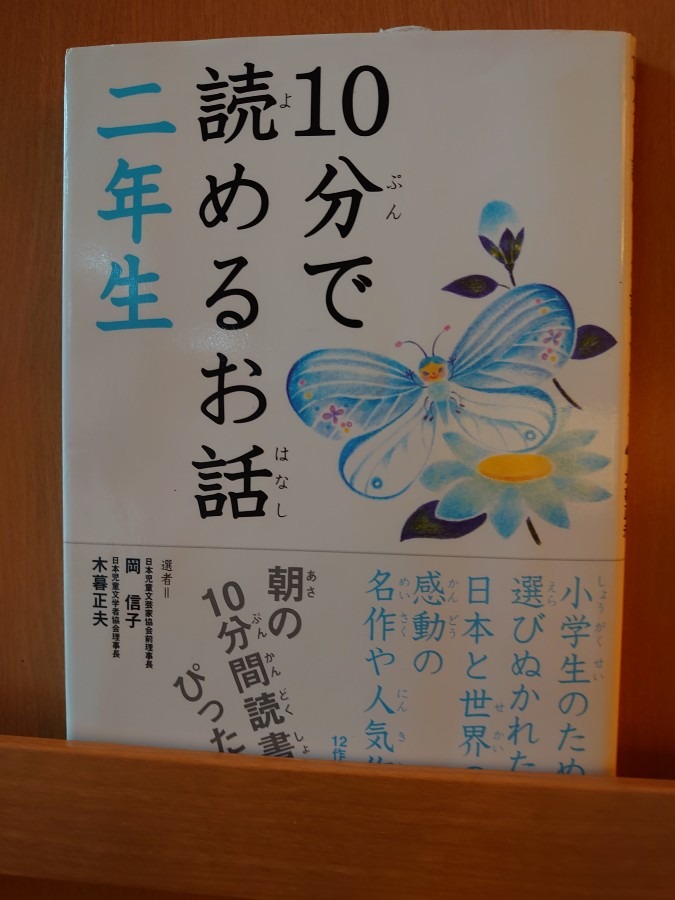 10分で
読めるお話
二年生
小学生のため
選びぬかれた
日本と世界の
感動の
名作や人気作
12作
朝の
10分間読書
ぴった
選者=
日本児童文芸家協会前理事長
岡 信子
日本児童文学者協会理事長
木暮正夫